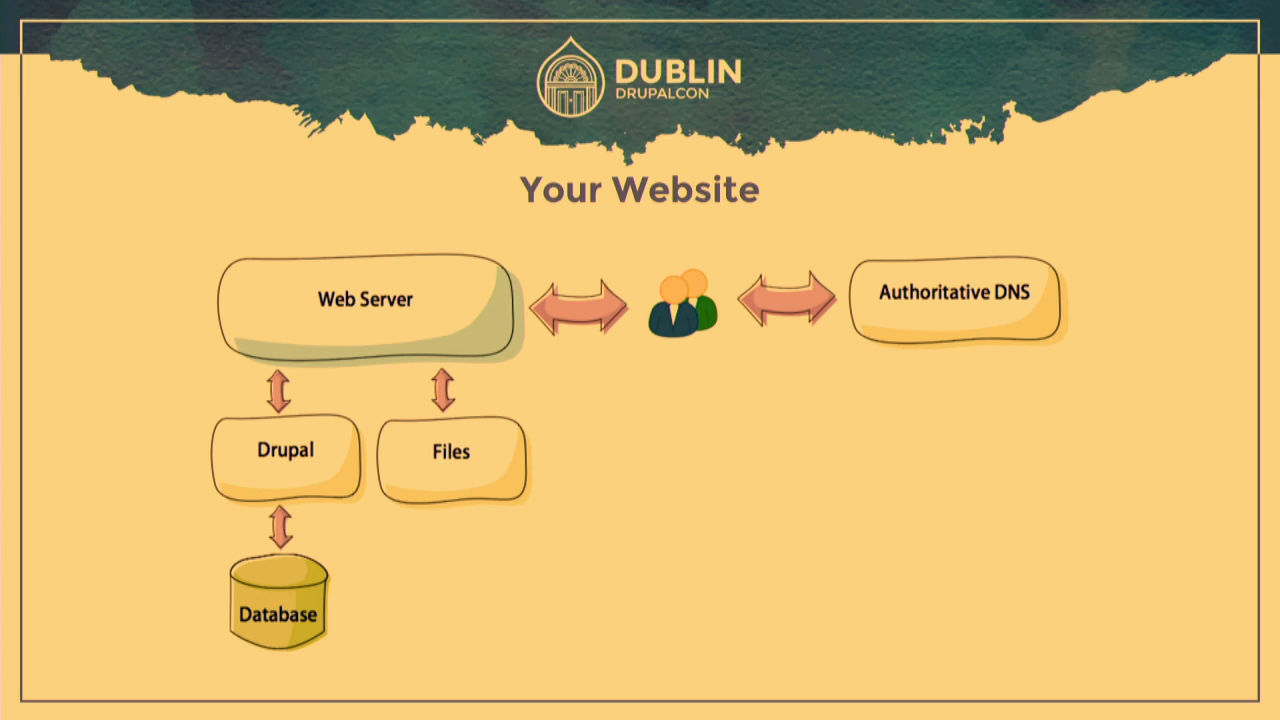 DUBLIN
DRUPALCON
Your Website
Web Server
Authoritative DNS
Drupal
Files
Database